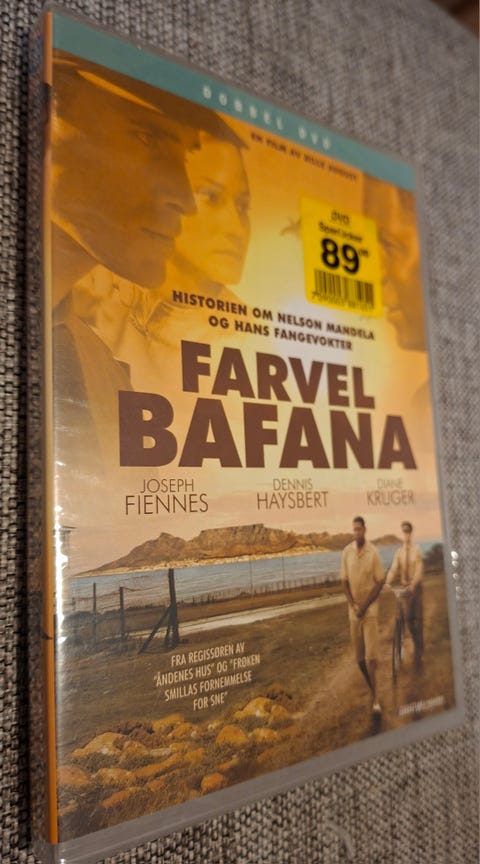 DOBBEL DVD
EN FILM AV BILLE AUGUST
DVD
89
HISTORIEN OM NELSON MANDELA
OG HANS FANGEVOKTER
FARVEL
BAFANA
JOSEPH
FIENNES
DENNIS
HAYSBERT
DIANE
KRUGER
FRA REGISSØREN AV
"ÅNDENES HUS" OG "FRØKEN
SMILLAS FORNEMMELSE
FOR SNE"